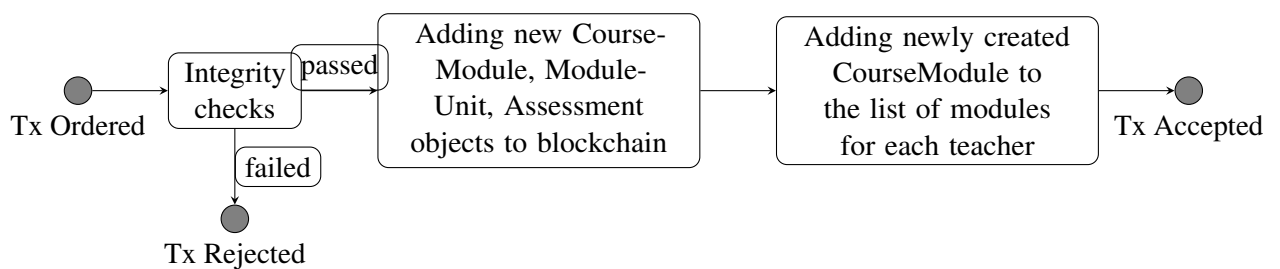 Tx Ordered
Integrity
checks
passed
failed
Tx Rejected
Adding new Course-
Module, Module-
Unit, Assessment
objects to blockchain
Adding newly created
CourseModule to
the list of modules
for each teacher
Tx Accepted